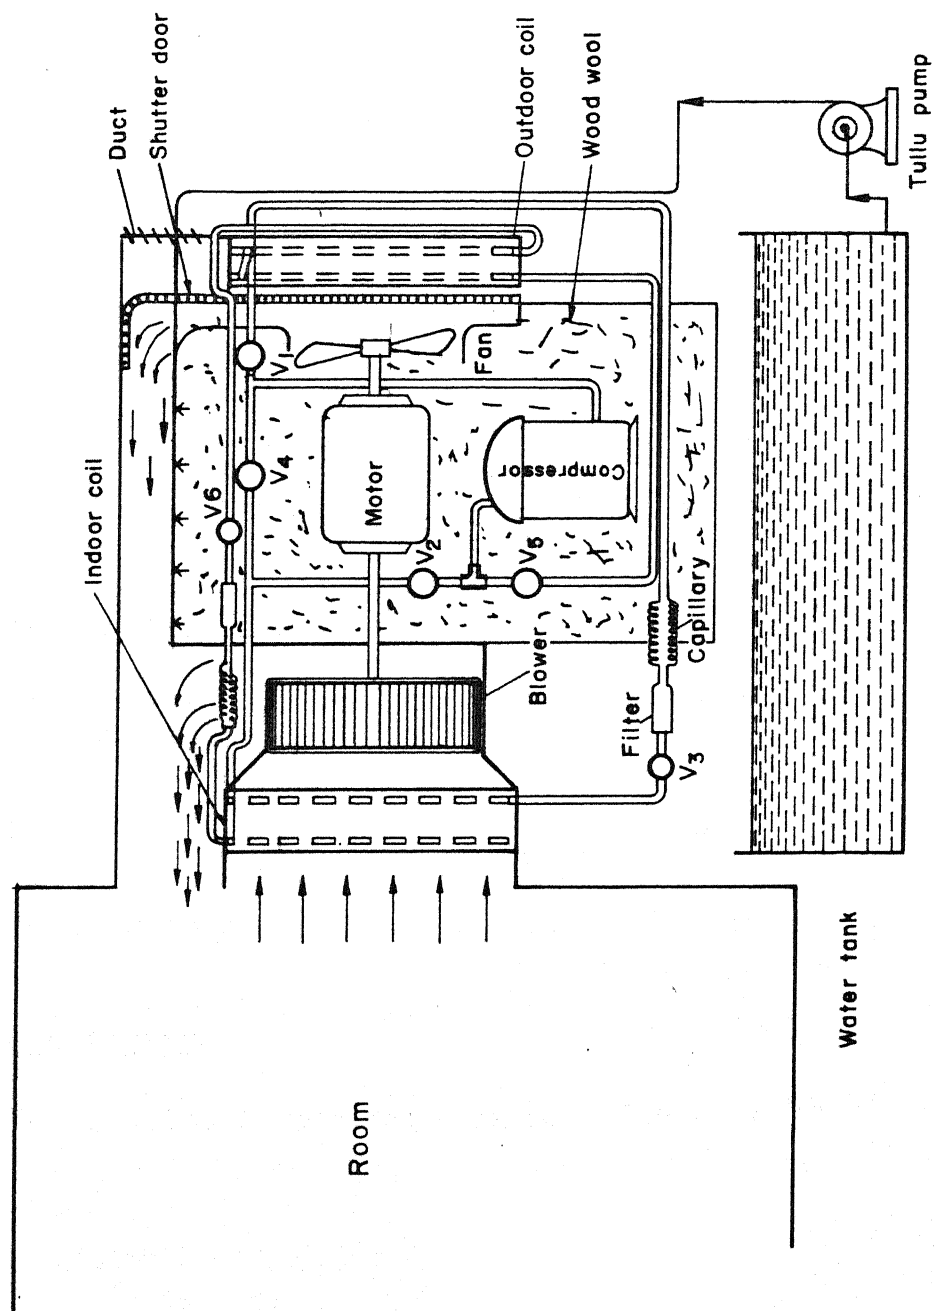 Duct
Shutter door
Outdoor coil
Wood wool
Tullu pump
V1
Fan
Indoor coil
V6
V4
Motor
Compressor
V2
V5
Capillary
Blower
Filter
V3
Water tank
Room